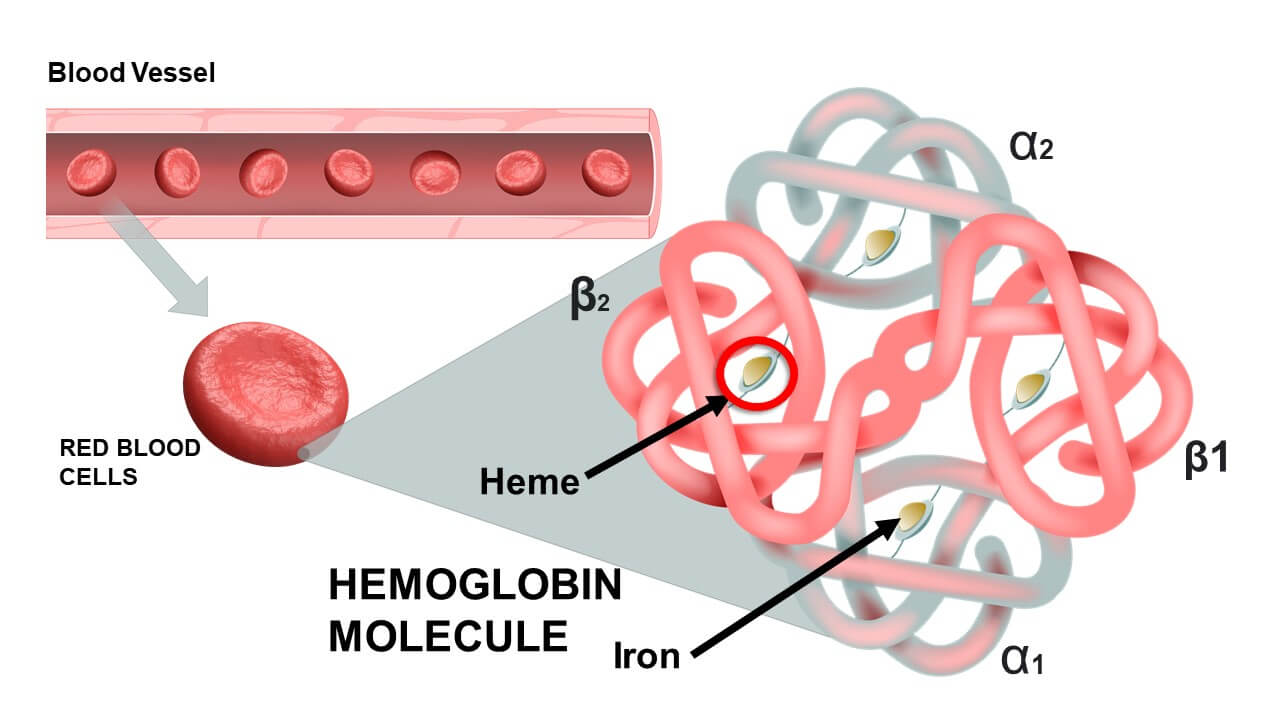 Blood Vessel
α2
β2
RED BLOOD
CELLS
β1
Heme
HEMOGLOBIN
MOLECULE
Iron
α1